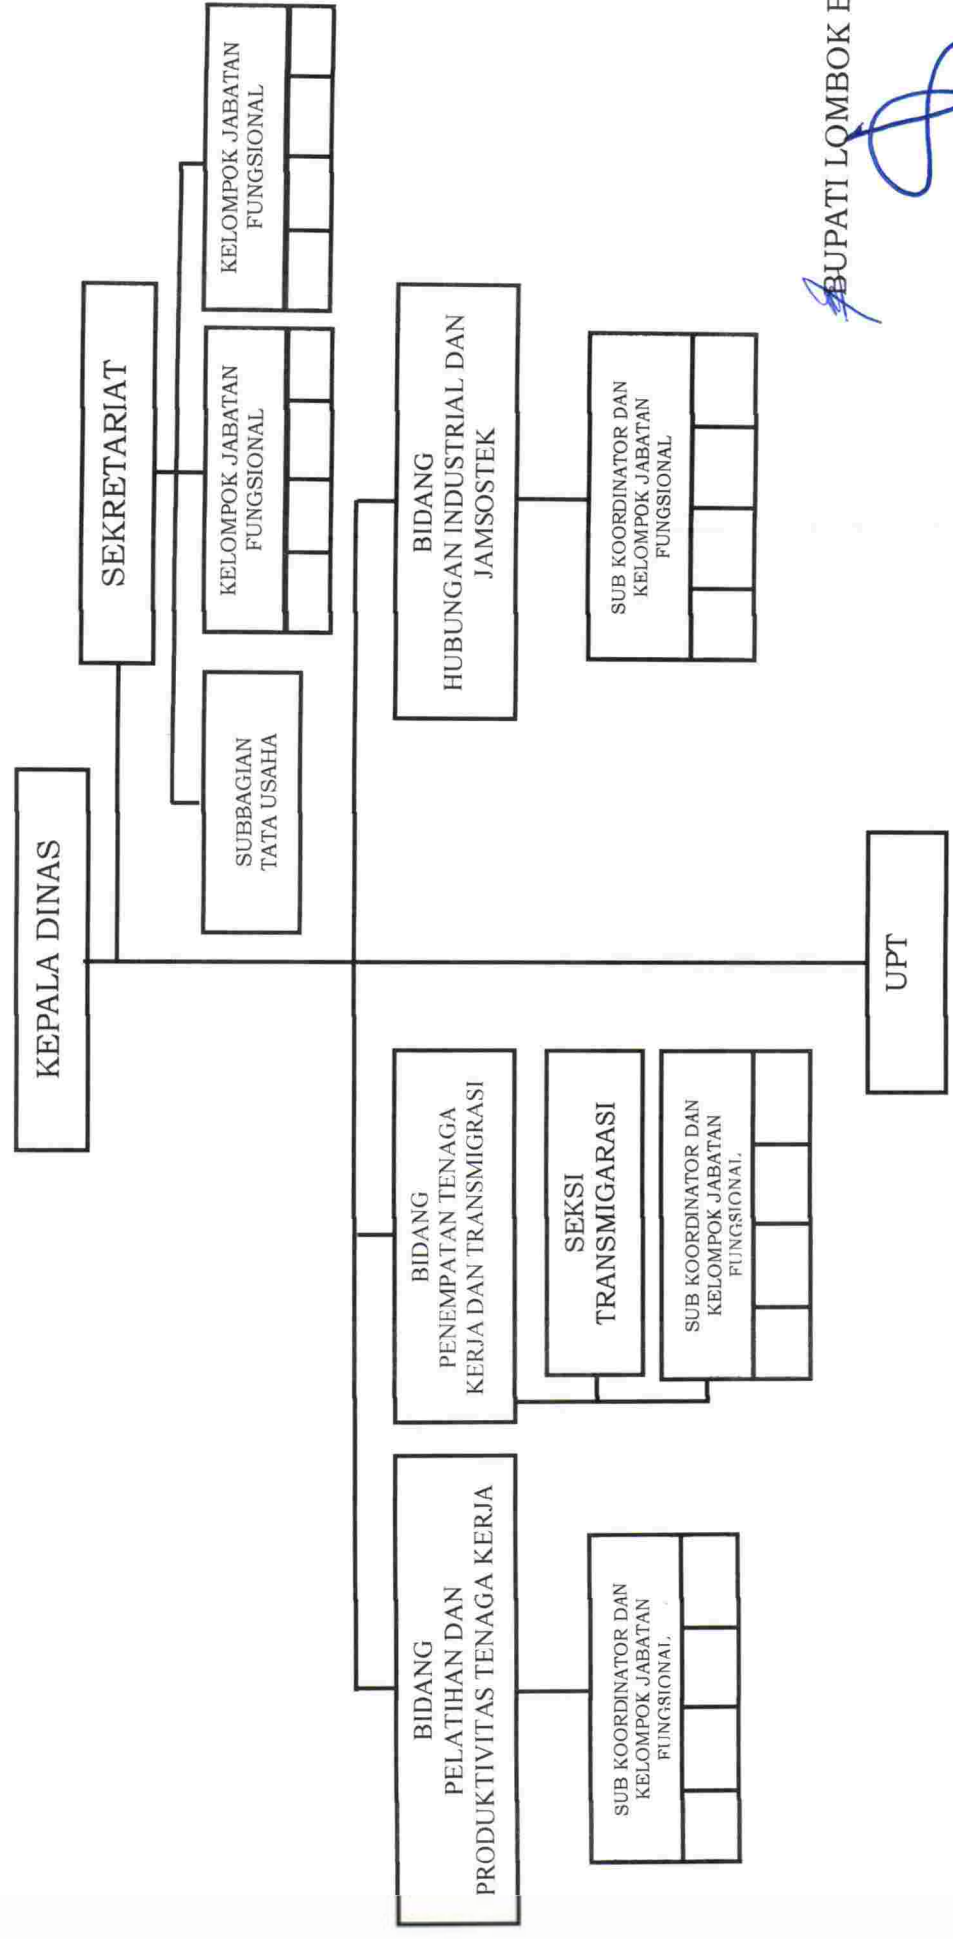 KEPALA DINAS
SEKRETARIAT
SUBBAGIAN
TATA USAHA
KELOMPOK JABATAN
FUNGSIONAL
KELOMPOK JABATAN
FUNGSIONAL
BIDANG
PELATIHAN DAN
PRODUKTIVITAS TENAGA KERJA
BIDANG
PENEMPATAN TENAGA
KERJA DAN TRANSMIGRASI
BIDANG
HUBUNGAN INDUSTRIAL DAN
JAMSOSTEK
SUB KOORDINATOR DAN
KELOMPOK JABATAN
FUNGSIONAL
SEKSI
TRANSMIGARASI
SUB KOORDINATOR DAN
KELOMPOK JABATAN
FUNGSIONAL
SUB KOORDINATOR DAN
KELOMPOK JABATAN
FUNGSIONAL
UPT
BUPATI LOMBOK